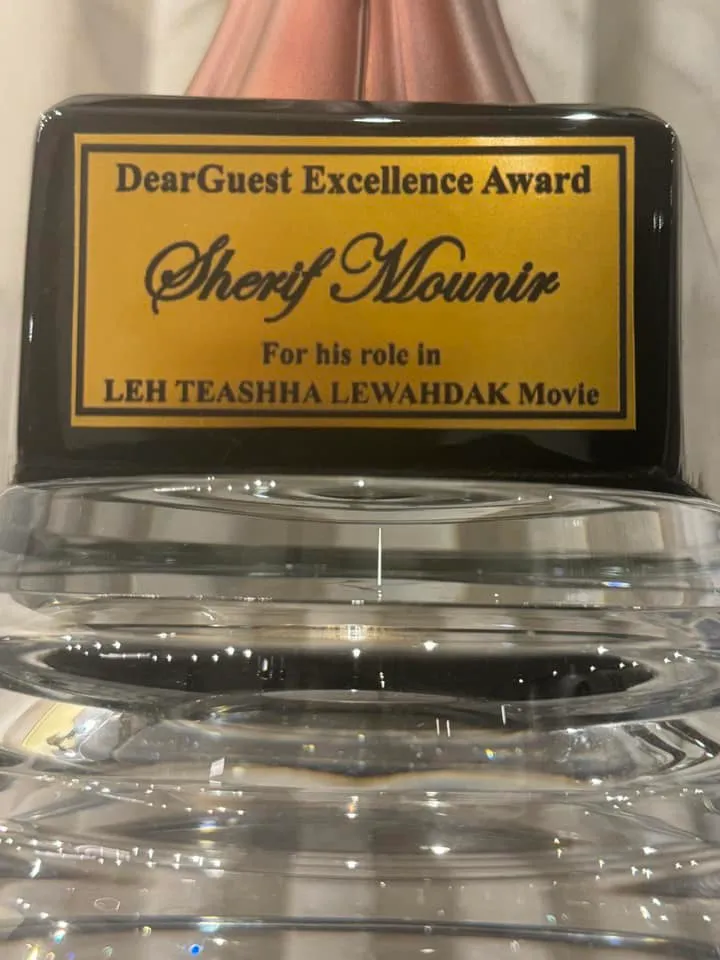 DearGuest Excellence Award
Sherif Mounir
For his role in
LEH TEASHHA LEWAHDAK Movie